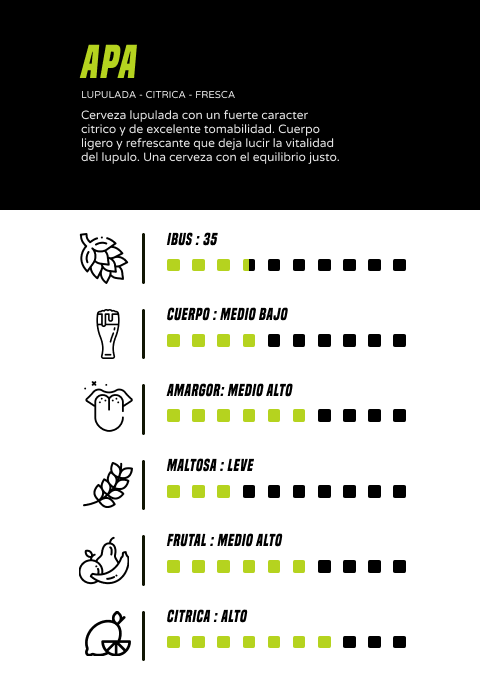 APA
LUPULADA - CITRICA - FRESCA
Cerveza lupulada con un fuerte caracter
citrico y de excelente tomabilidad. Cuerpo
ligero y refrescante que deja lucir la vitalidad
del lupulo. Una cerveza con el equilibrio justo.
IBUS : 35
CUERPO : MEDIO BAJO
AMARGOR: MEDIO ALTO
MALTOSA : LEVE
FRUTAL : MEDIO ALTO
CITRICA : ALTO